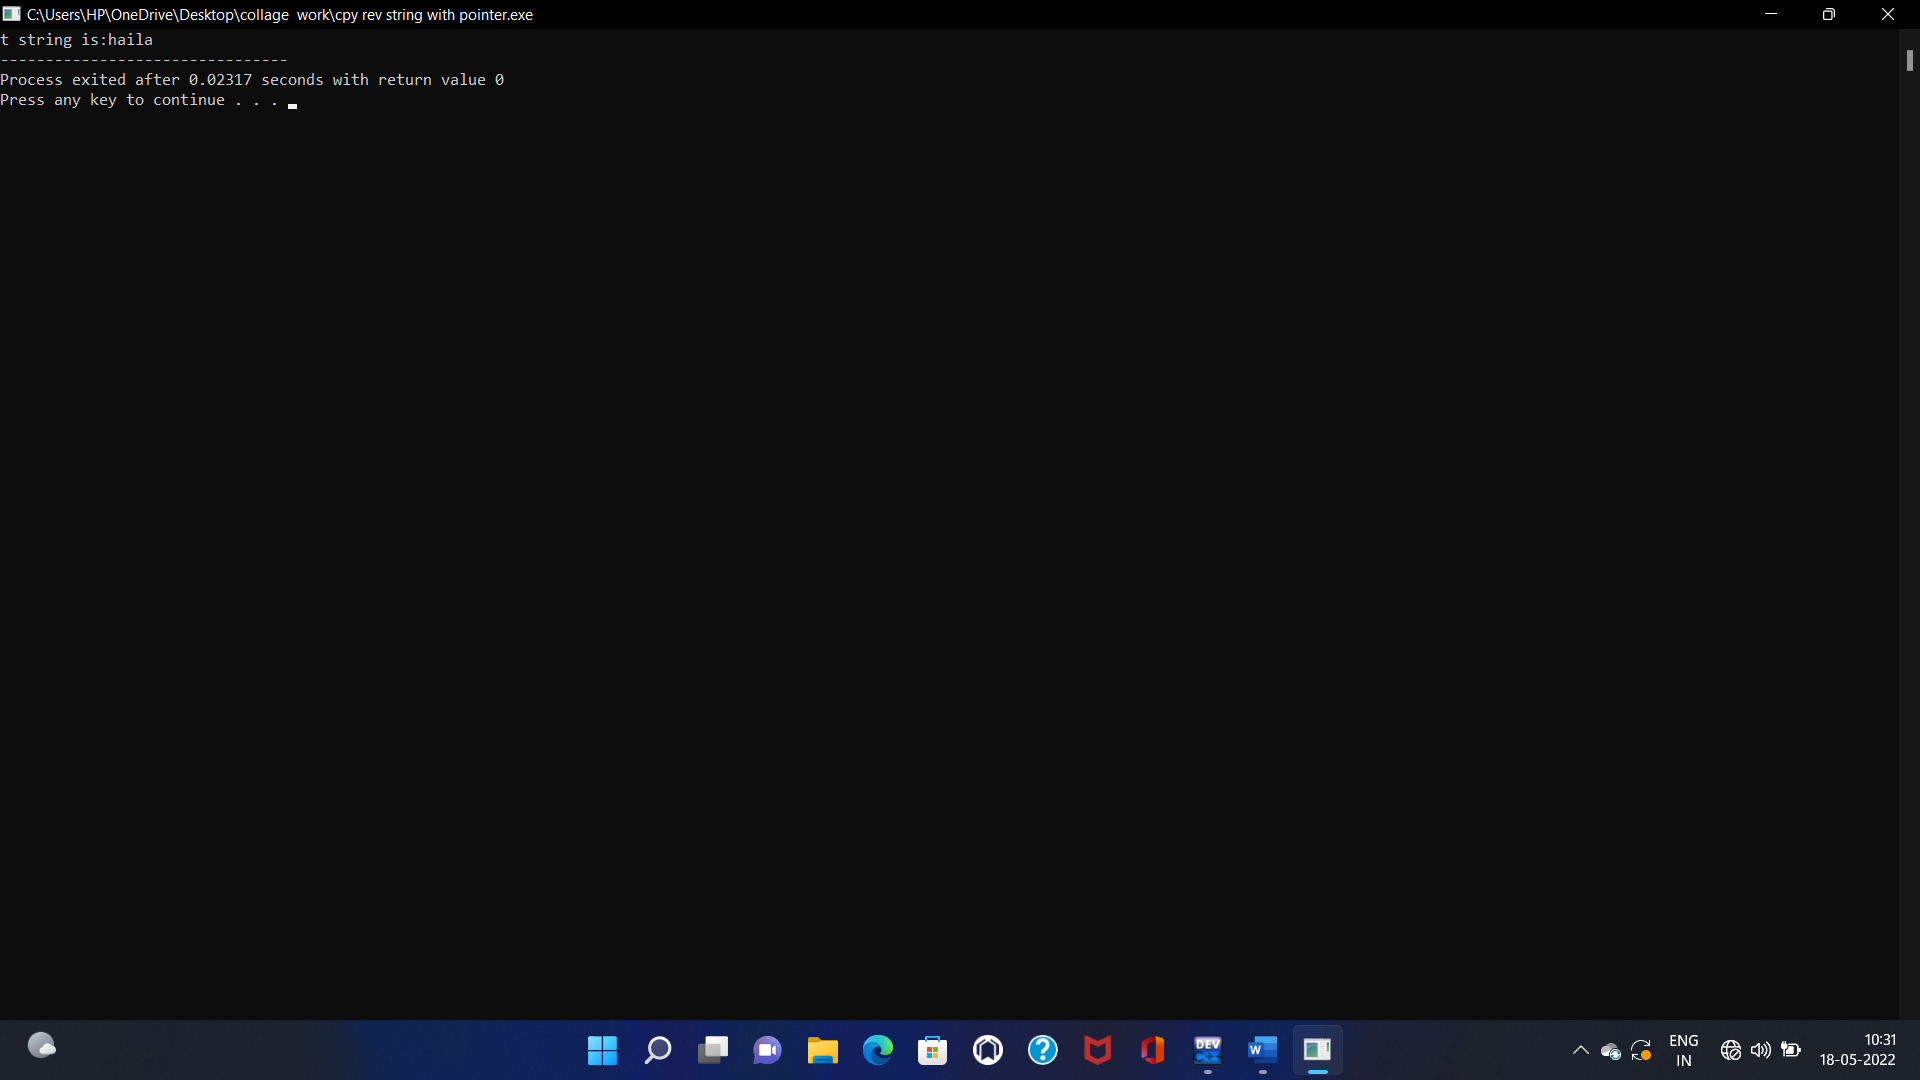 C:\Users\HP\OneDrive\Desktop\collage  work\cpy rev string with pointer.exe
t string is:haila
--------------------------------
Process exited after 0.02317 seconds with return value 0
Press any key to continue . . .
DEV
C++
W
ENG
IN
10:31
18-05-2022